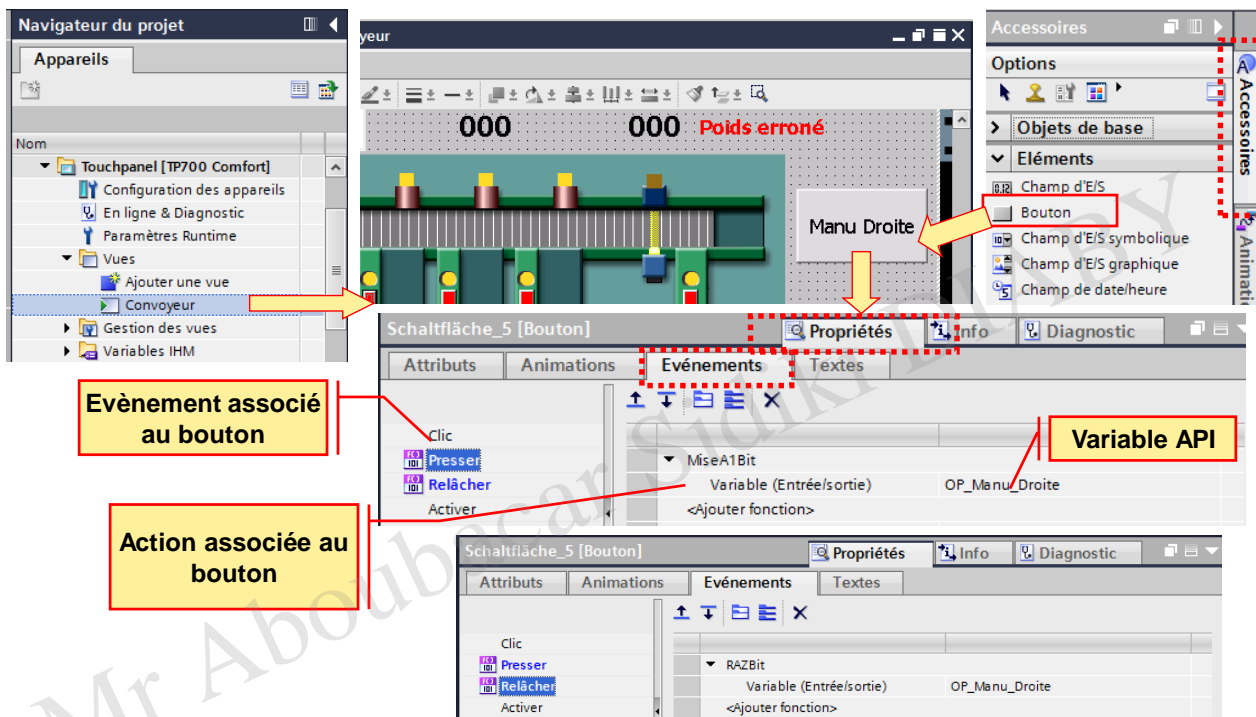 Navigateur du projet
Appareils
Nom
Touchpanel [TP700 Comfort]
Configuration des appareils
En ligne & Diagnostic
Paramètres Runtime
Vues
Ajouter une vue
Convoyeur
Gestion des vues
Variables IHM
yeur
000
000
Poids erroné
Manu Droite
Accessoires
Options
Objets de base
Eléments
Champ d'E/S
Bouton
Champ d'E/S symbolique
Champ d'E/S graphique
Champ de date/heure
Accessoires
Animati
Schaltfläche_5 [Bouton]
Propriétés
Info
Diagnostic
Attributs
Animations
Evénements
Textes
Evènement associé
au bouton
Clic
Presser
Relâcher
Activer
MiseA1Bit
Variable (Entrée/sortie)
OP_Manu_Droite
<Ajouter fonction>
Variable API
Action associée au
bouton
Schaltfläche_5 [Bouton]
Propriétés
Info
Diagnostic
Attributs
Animations
Evénements
Textes
Clic
Presser
Relâcher
Activer
RAZBit
Variable (Entrée/sortie)
OP_Manu_Droite
<Ajouter fonction>
Mr Aboubacar Sidiki DIABY